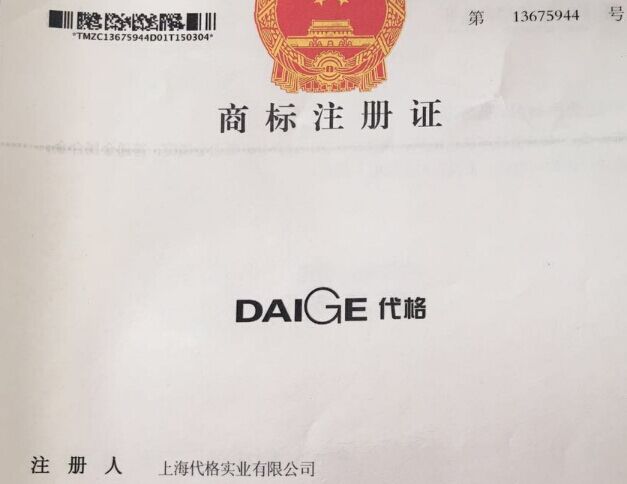 *TMZC13675944D01T150304*
第 13675944 号
商标注册证
DAIGE 代格
注册人 上海代格实业有限公司